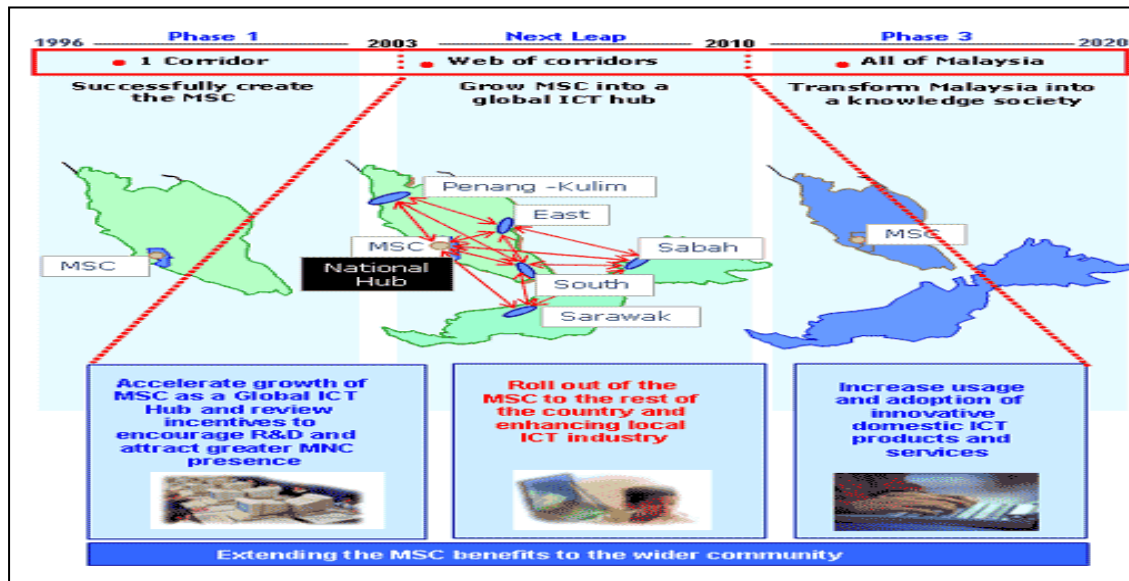 Phase 1
Next Leap
Phase 3
1996
2003
2010
2020
1 Corridor
Web of corridors
All of Malaysia
Successfully create
the MSC
Grow MSC into a
global ICT hub
Transform Malaysia into
a knowledge society
MSC
Penang -Kulim
East
MSC
Sabah
National
Hub
South
Sarawak
MSC
Accelerate growth of
MSC as a Global ICT
Hub and review
incentives to
encourage R&D and
attract greater MNC
presence
Roll out of the
MSC to the rest of
the country and
enhancing local
ICT industry
Increase usage
and adoption of
innovative
domestic ICT
products and
services
Extending the MSC benefits to the wider community